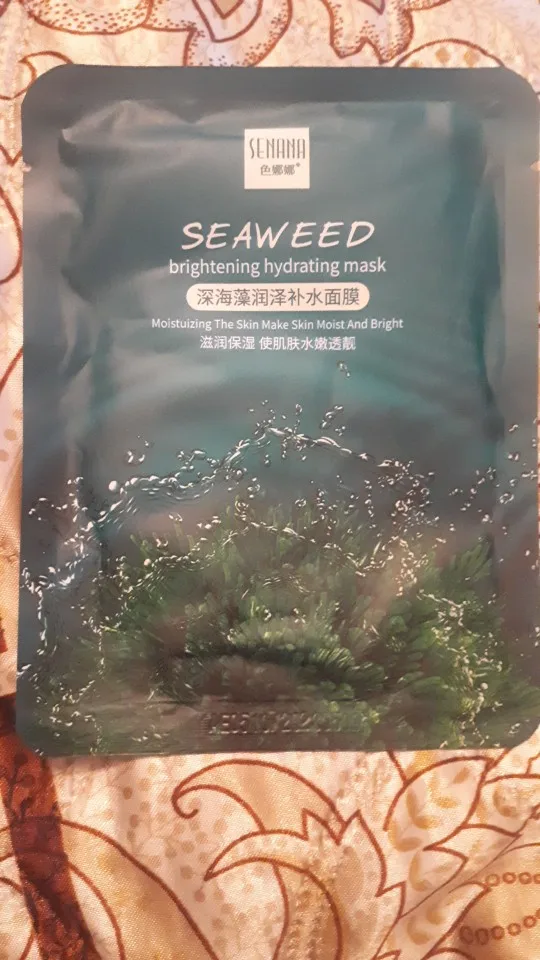 SENANA
色娜娜®
SEAWEED
brightening hydrating mask
深海藻润泽补水面膜
Moistuizing The Skin Make Skin Moist And Bright
滋润保湿 使肌肤水嫩透靓